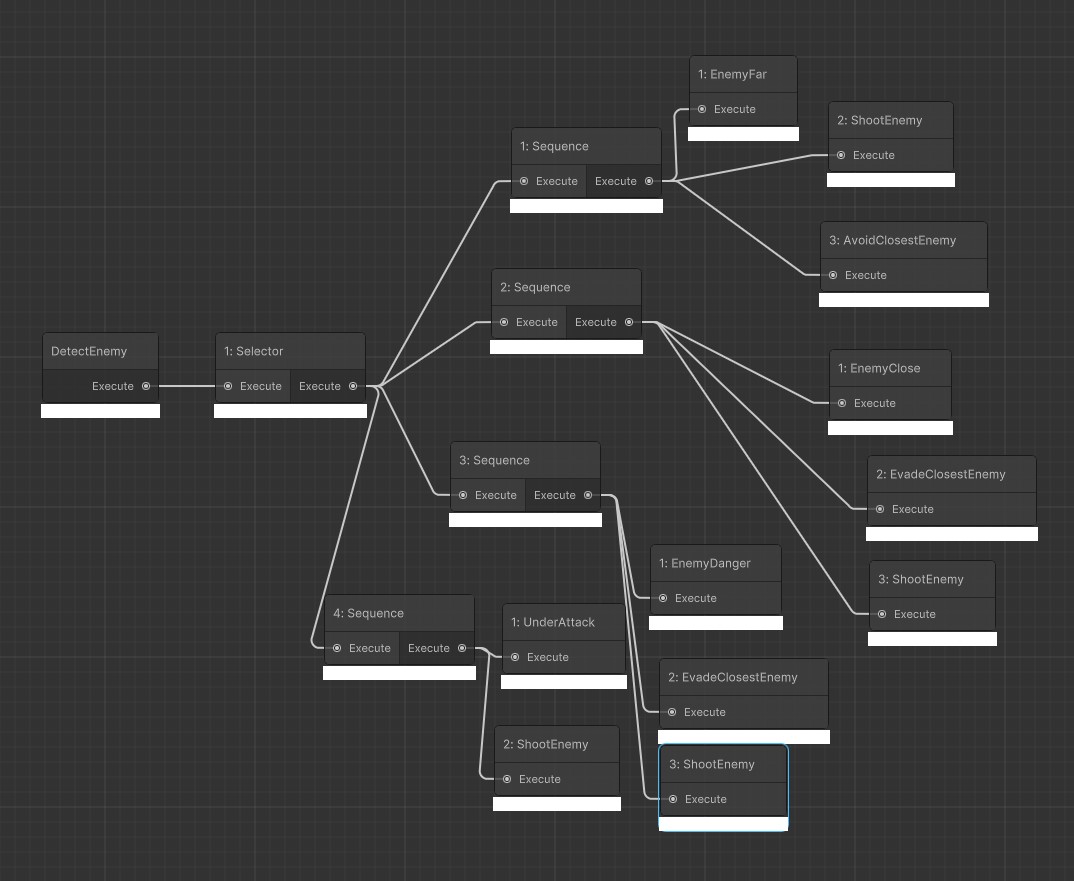 DetectEnemy
Execute
1: Selector
Execute Execute
1: Sequence
Execute Execute
1: EnemyFar
Execute
2: ShootEnemy
Execute
3: AvoidClosestEnemy
Execute
2: Sequence
Execute Execute
1: EnemyClose
Execute
2: EvadeClosestEnemy
Execute
3: ShootEnemy
Execute
3: Sequence
Execute Execute
1: EnemyDanger
Execute
2: EvadeClosestEnemy
Execute
3: ShootEnemy
Execute
4: Sequence
Execute Execute
1: UnderAttack
Execute
2: ShootEnemy
Execute